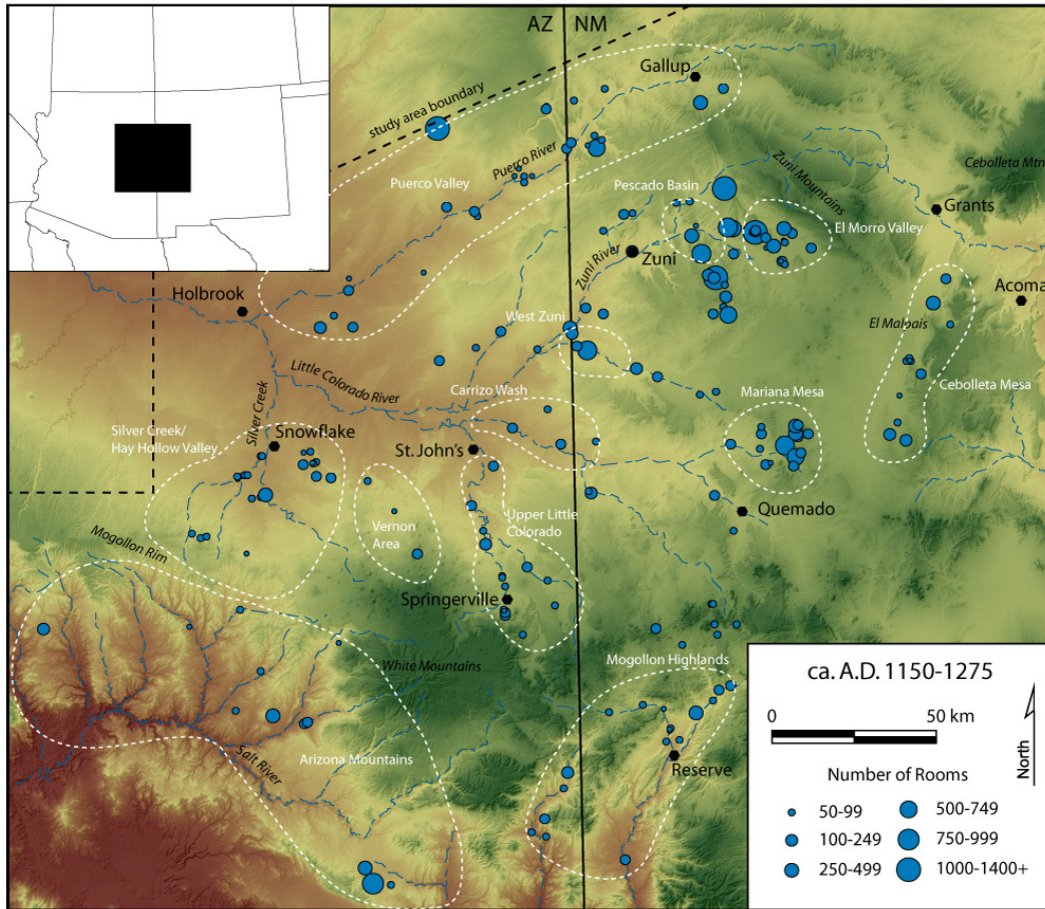 AZ
NM
Gallup
study area boundary
Puerco River
Puerco Valley
Pescado Basin
Zuni Mountains
Cebolleta Mtn
Grants
El Morro Valley
Zuni River
Zuni
Acoma
Holbrook
West Zuni
El Malpais
Little Colorado River
Carrizo Wash
Mariana Mesa
Cebolleta Mesa
Silver Creek
Silver Creek/
Hay Hollow Valley
Snowflake
St. John's
Quemado
Vernon
Area
Upper Little
Colorado
Mogollon Rim
Springerville
White Mountains
Mogollon Highlands
Arizona Mountains
Salt River
Reserve
ca. A.D. 1150-1275
0
50 km
North
Number of Rooms
50-99
100-249
250-499
500-749
750-999
1000-1400+